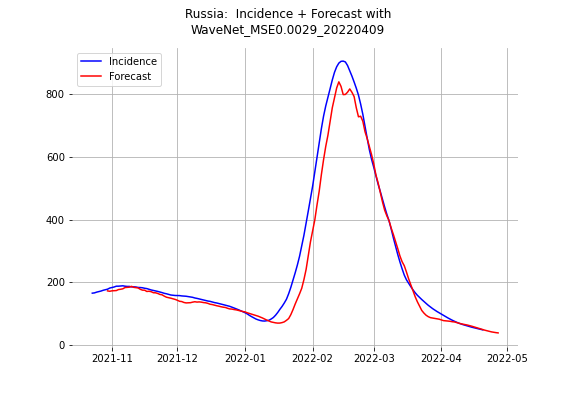 Russia:  Incidence + Forecast with
WaveNet_MSE0.0029_20220409
Incidence
Forecast
800
600
400
200
0
2021-11 2021-12 2022-01 2022-02 2022-03 2022-04 2022-05